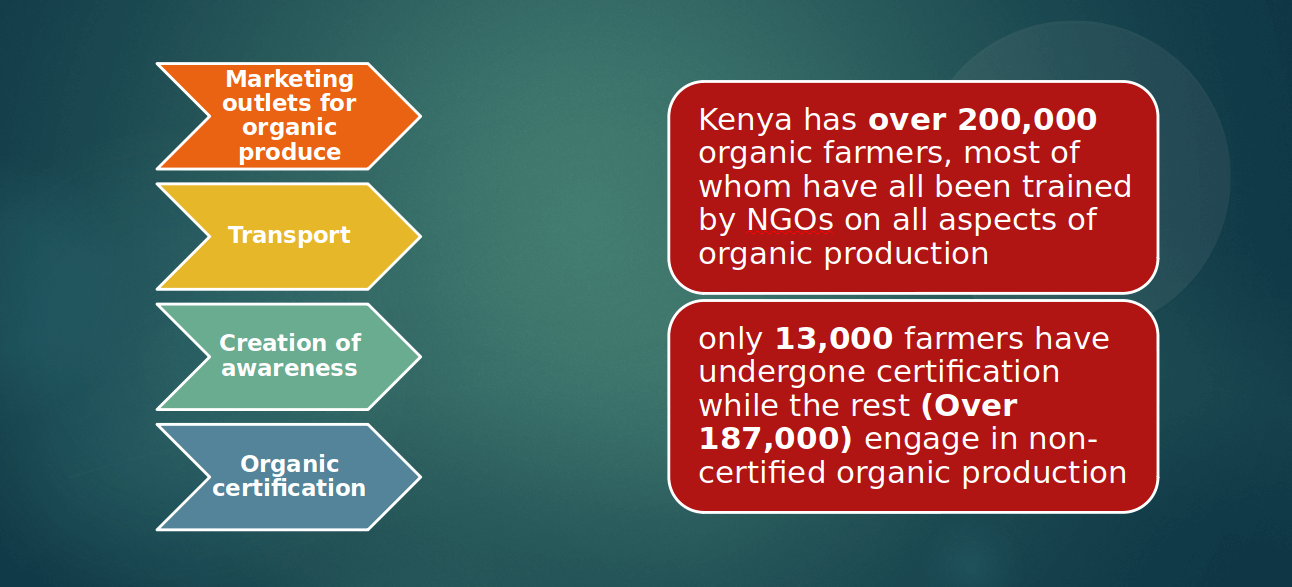 Marketing
outlets for
organic
produce
Transport
Creation of
awareness
Organic
certification
Kenya has over 200,000
organic farmers, most of
whom have all been trained
by NGOs on all aspects of
organic production
only 13,000 farmers have
undergone certification
while the rest (Over
187,000) engage in non-
certified organic production